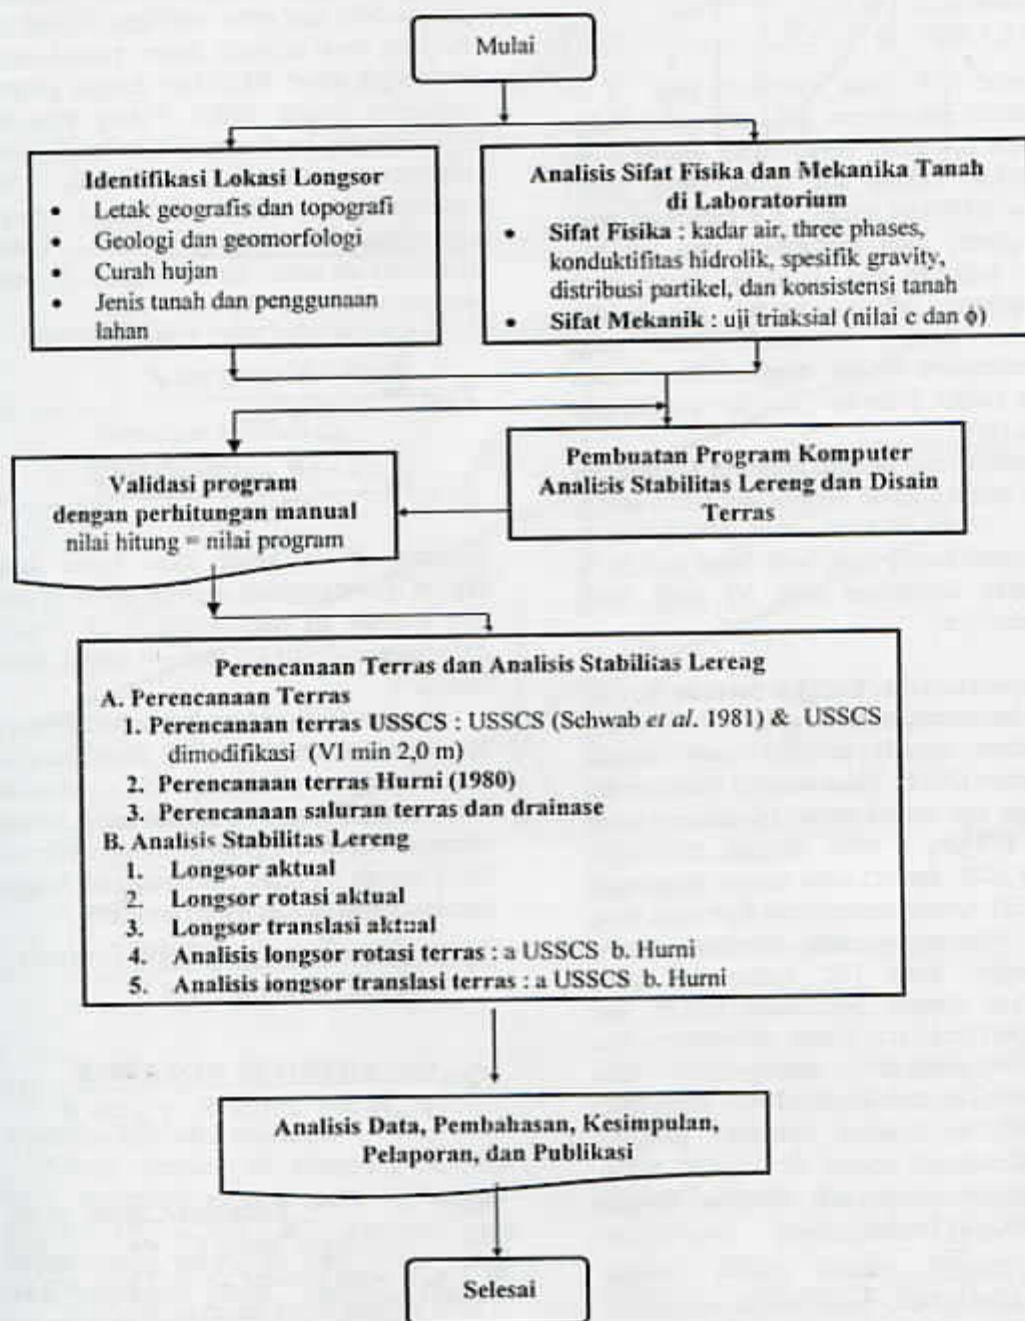 Mulai
Identifikasi Lokasi Longsor
• Letak geografis dan topografi
• Geologi dan geomorfologi
• Curah hujan
• Jenis tanah dan penggunaan
lahan
Analisis Sifat Fisika dan Mekanika Tanah
di Laboratorium
• Sifat Fisika : kadar air, three phases,
konduktifitas hidrolik, spesifik gravity,
distribusi partikel, dan konsistensi tanah
• Sifat Mekanik : uji triaksial (nilai c dan ϕ)
Pembuatan Program Komputer
Analisis Stabilitas Lereng dan Disain
Terras
Validasi program
dengan perhitungan manual
nilai hitung = nilai program
Perencanaan Terras dan Analisis Stabilitas Lereng
A. Perencanaan Terras
1. Perencanaan terras USSCS : USSCS (Schwab et al. 1981) & USSCS
dimodifikasi (VI min 2,0 m)
2. Perencanaan terras Hurni (1980)
3. Perencanaan saluran terras dan drainase
B. Analisis Stabilitas Lereng
1. Longsor aktual
2. Longsor rotasi aktual
3. Longsor translasi aktual
4. Analisis longsor rotasi terras : a USSCS b. Hurni
5. Analisis longsor translasi terras : a USSCS b. Hurni
Analisis Data, Pembahasan, Kesimpulan,
Pelaporan, dan Publikasi
Selesai